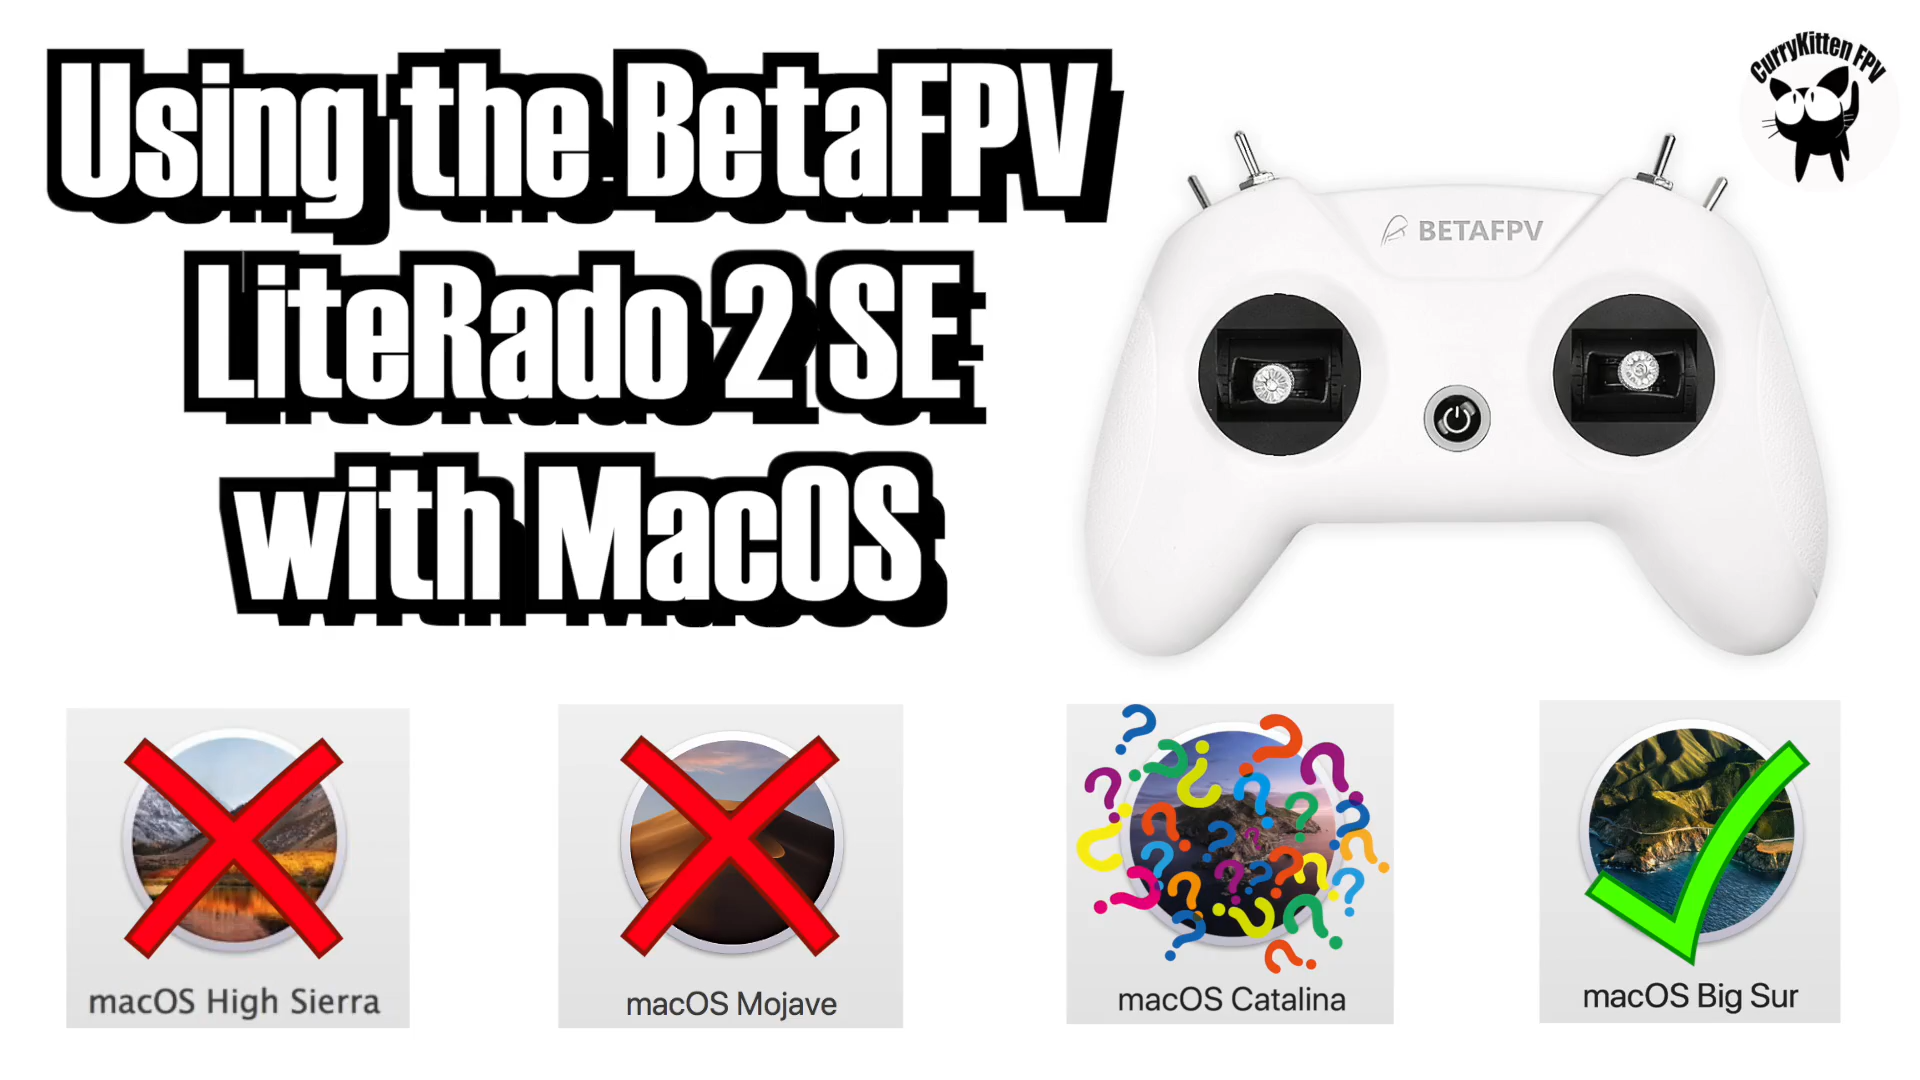 Using the BetaFPV
LiteRado 2 SE
with MacOS
CurryKitten FPV
BETAFPV
macOS High Sierra
macOS Mojave
macOS Catalina
macOS Big Sur